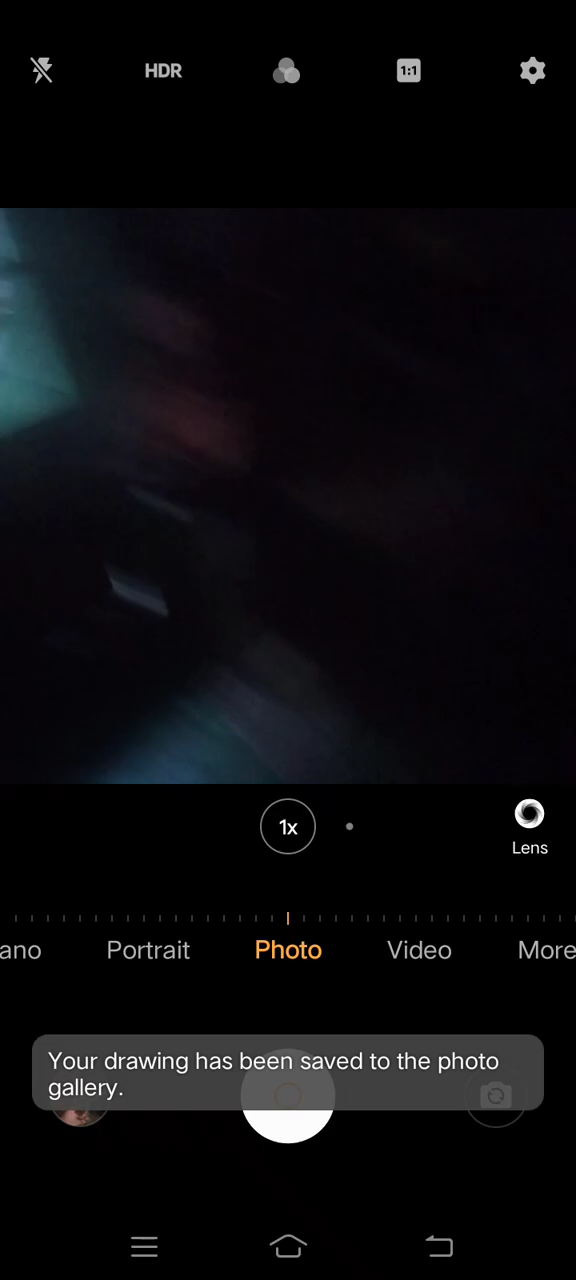 HDR
1:1
1x
Lens
ano Portrait Photo Video More
Your drawing has been saved to the photo
gallery.